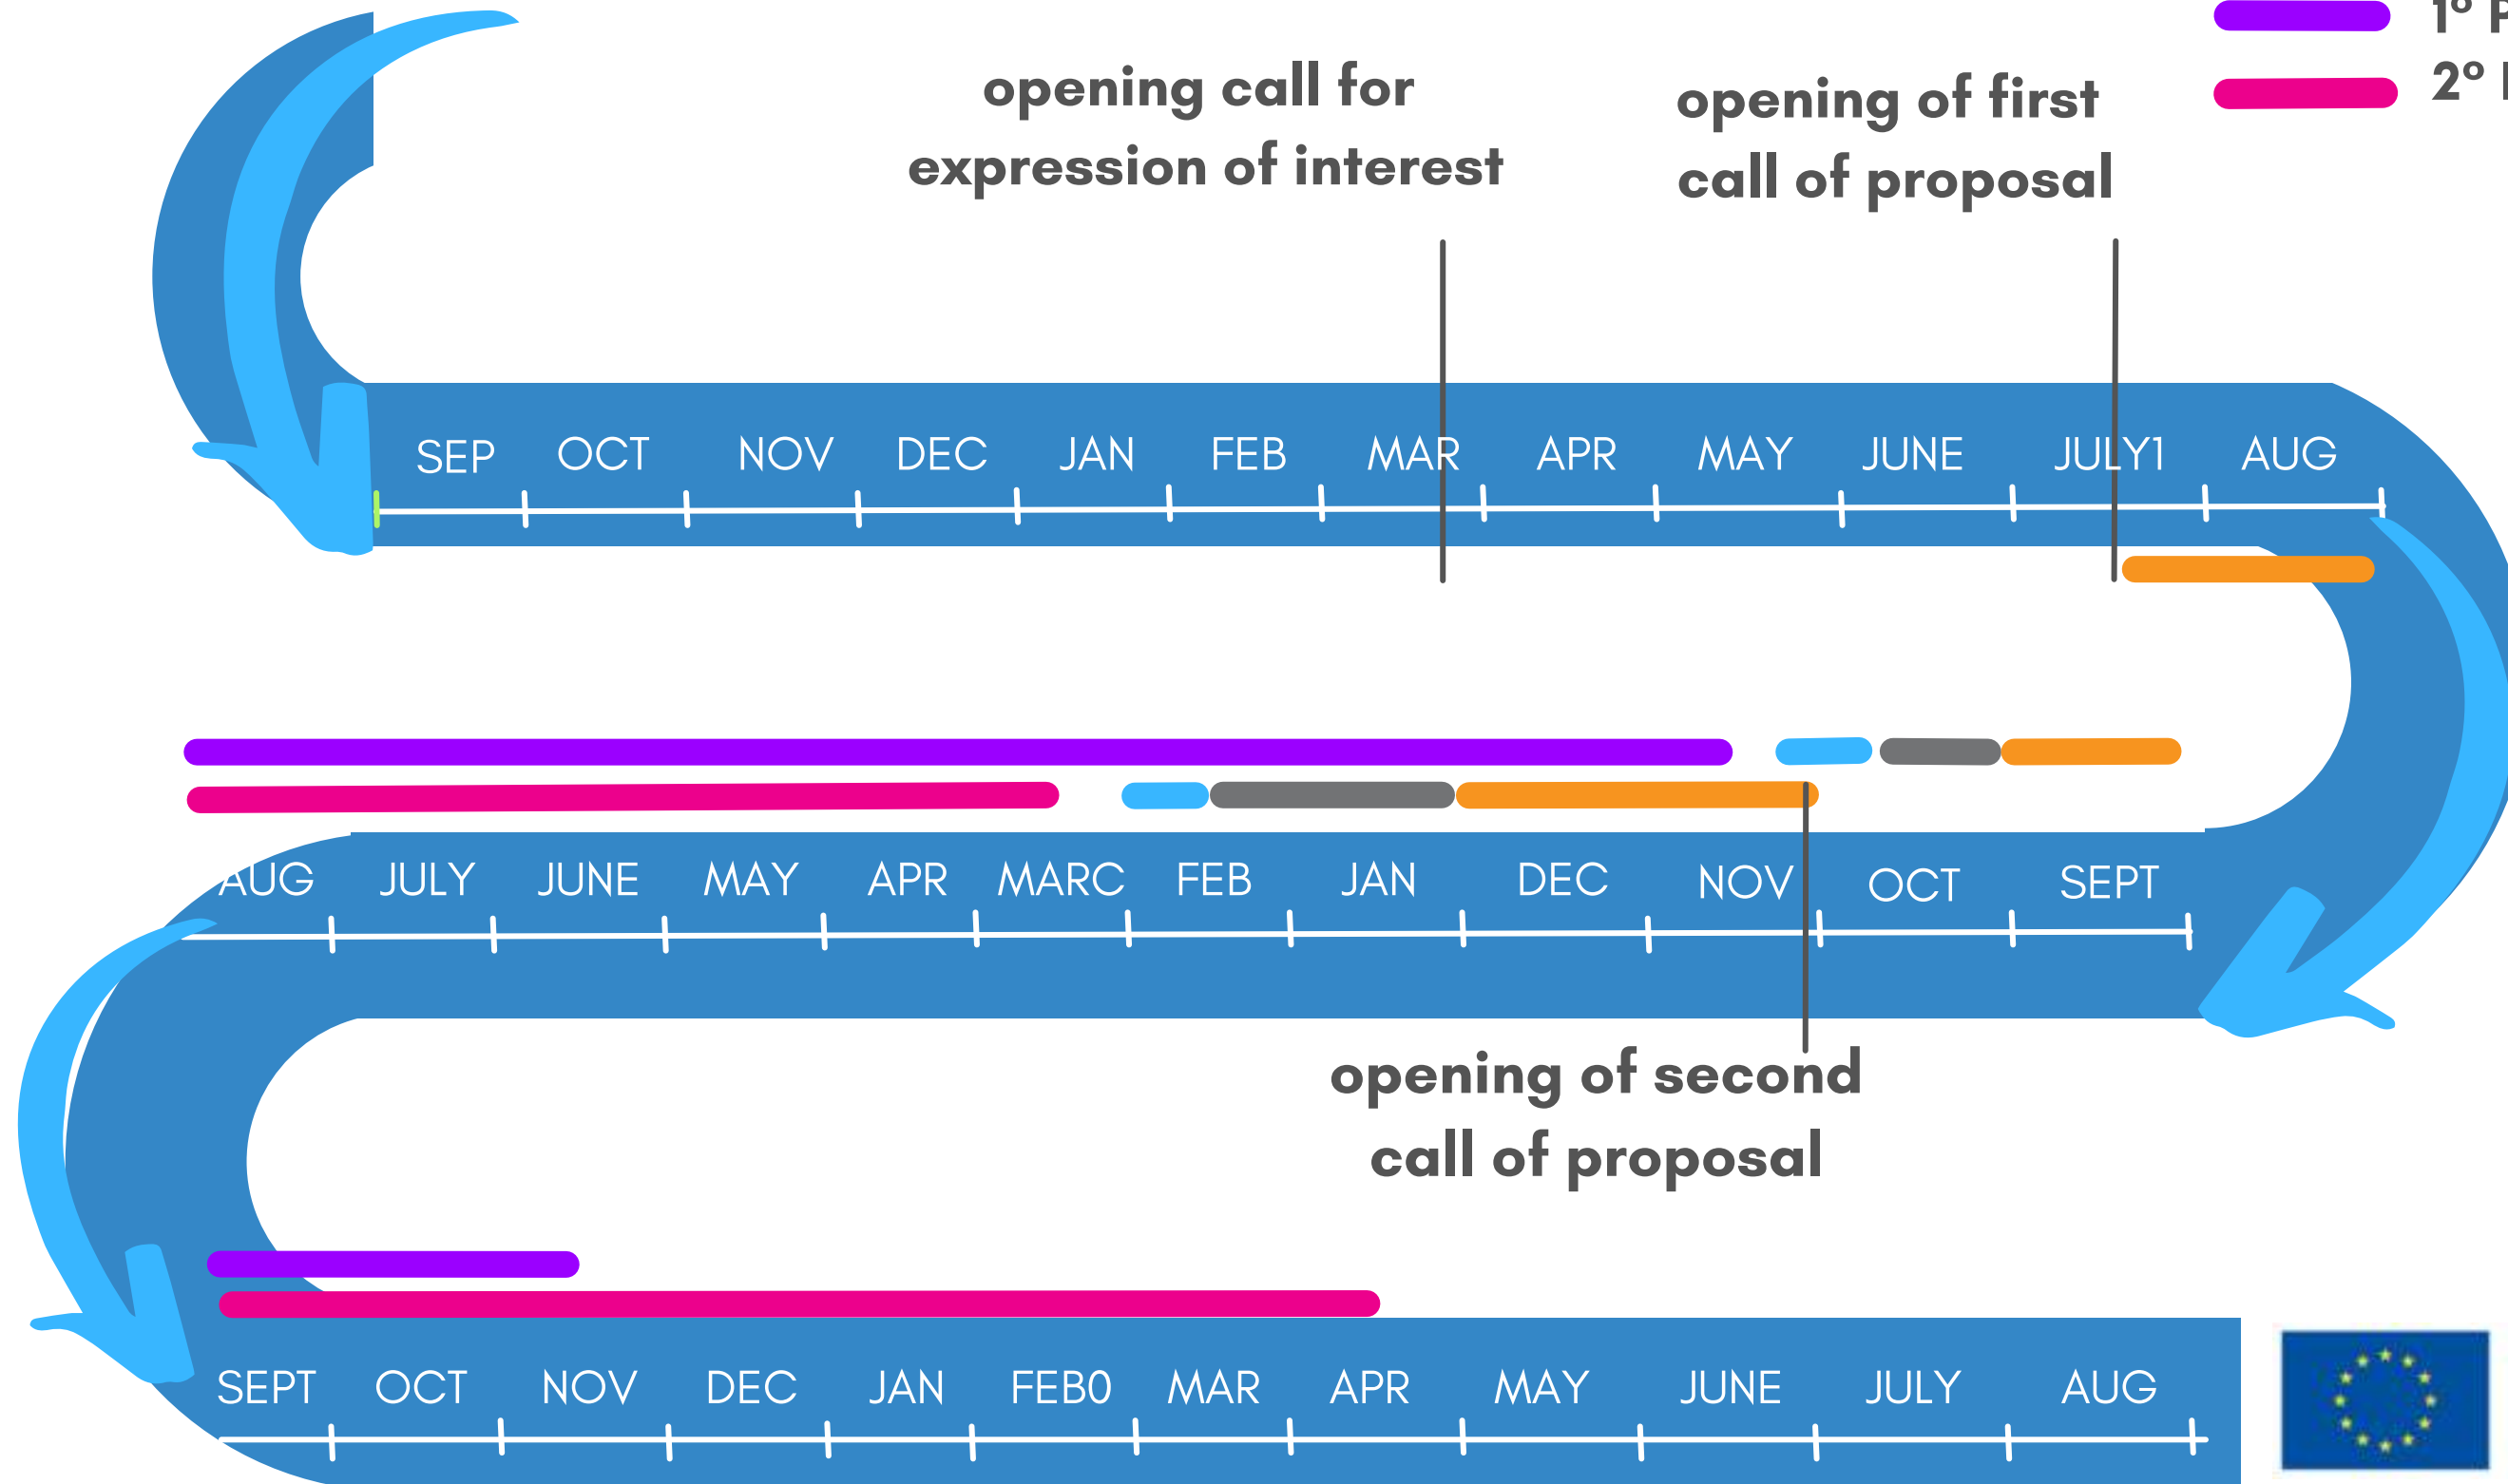 1º
2º
opening call for
expression of interest
opening of first
call of proposal
SEP OCT NOV DEC JAN FEB MAR APR MAY JUNE JULY1 AUG
AUG JULY JUNE MAY APR MARC FEB JAN DEC NOV OCT SEPT
opening of second
call of proposal
SEPT OCT NOV DEC JAN FEB0 MAR APR MAY JUNE JULY AUG